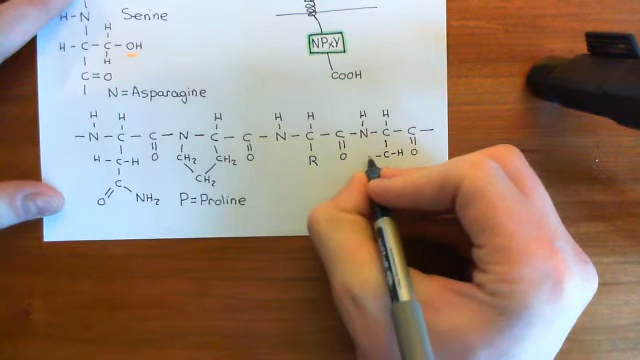 H-N
Serine
H
H-C-C-OH
H
C=O
N=Asparagine
NPxY
COOH
H H H H H H H
-N-C-C-N-C-C-N-C-C-N-C-C-
H-C-H O CH₂ CH₂ O R O -C-H O
CH₂
C
O NH₂
P=Proline